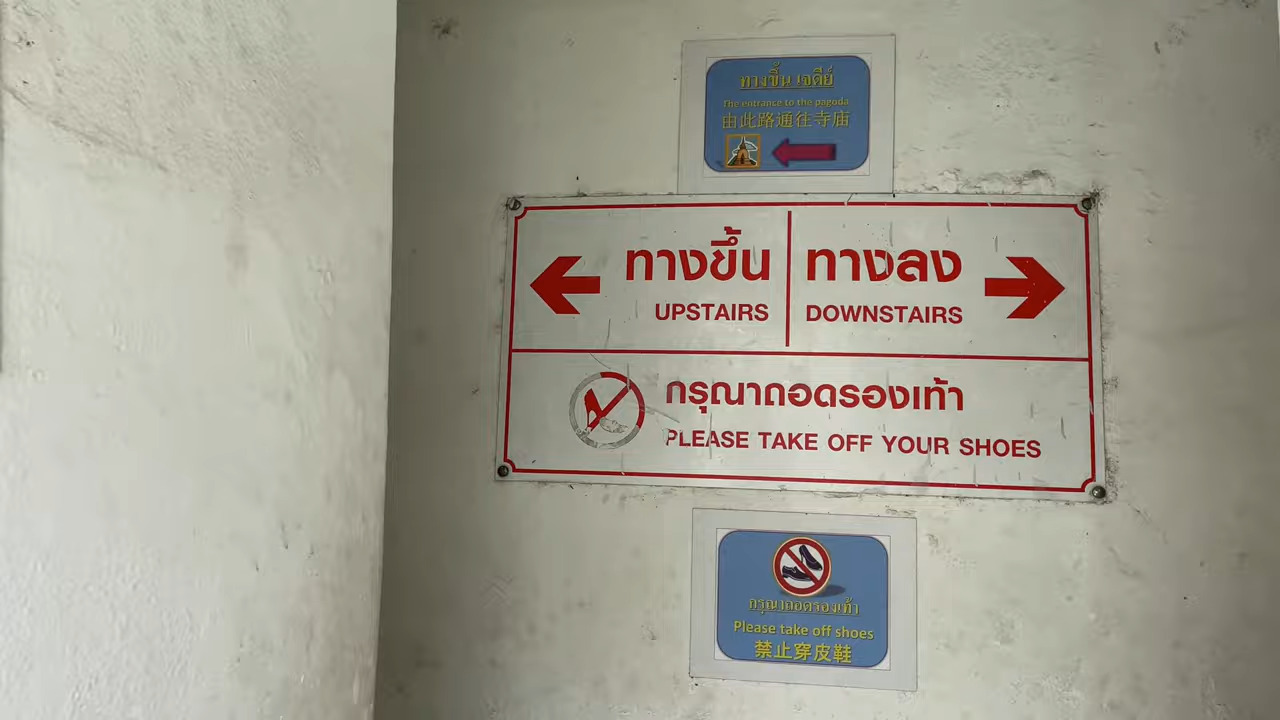 ทางขึ้น เจดีย์
The entrance to the pagoda
由此路通往寺庙
ทางขึ้น
UPSTAIRS
ทางลง
DOWNSTAIRS
กรุณาถอดรองเท้า
PLEASE TAKE OFF YOUR SHOES
กรุณาถอดรองเท้า
Please take off shoes
禁止穿皮鞋